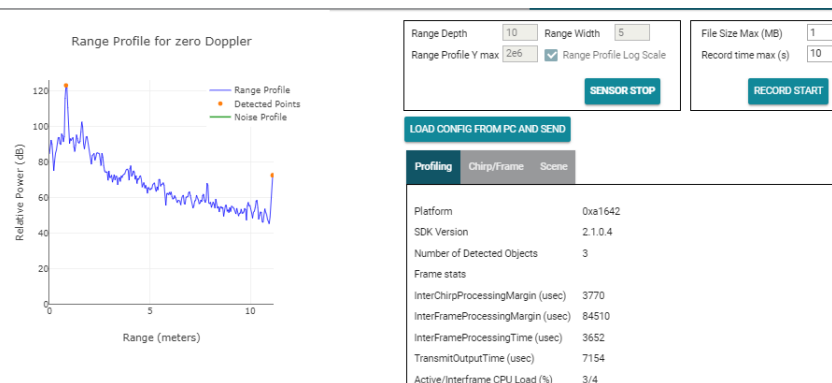 Range Profile for zero Doppler
120
100
80
60
40
20
0
Relative Power (dB)
0
5
10
Range (meters)
Range Profile
Detected Points
Noise Profile
Range Depth 10 Range Width 5
Range Profile Y max 2e6 Range Profile Log Scale
SENSOR STOP
File Size Max (MB) 1
Record time max (s) 10
RECORD START
LOAD CONFIG FROM PC AND SEND
Profiling Chirp/Frame Scene
Platform 0xa1642
SDK Version 2.1.0.4
Number of Detected Objects 3
Frame stats
InterChirpProcessingMargin (usec) 3770
InterFrameProcessingMargin (usec) 84510
InterFrameProcessingTime (usec) 3652
TransmitOutputTime (usec) 7154
Active/Interframe CPU Load (%) 3/4